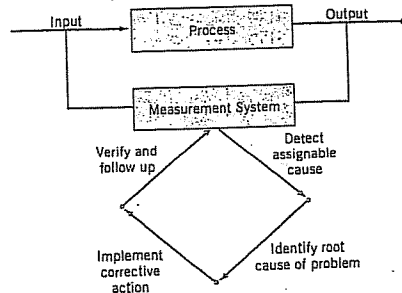 Input
Process
Output
Measurement System
Verify and
follow up
Detect
assignable
cause
Implement
corrective
action
Identify root
cause of problem